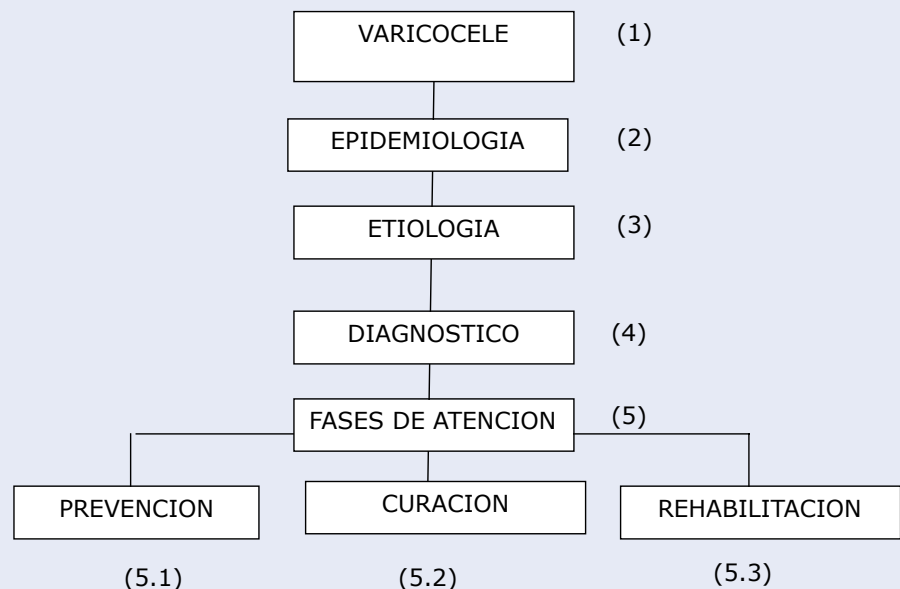 VARICOCELE (1)
EPIDEMIOLOGIA (2)
ETIOLOGIA (3)
DIAGNOSTICO (4)
FASES DE ATENCION (5)
PREVENCION CURACION REHABILITACION
(5.1) (5.2) (5.3)